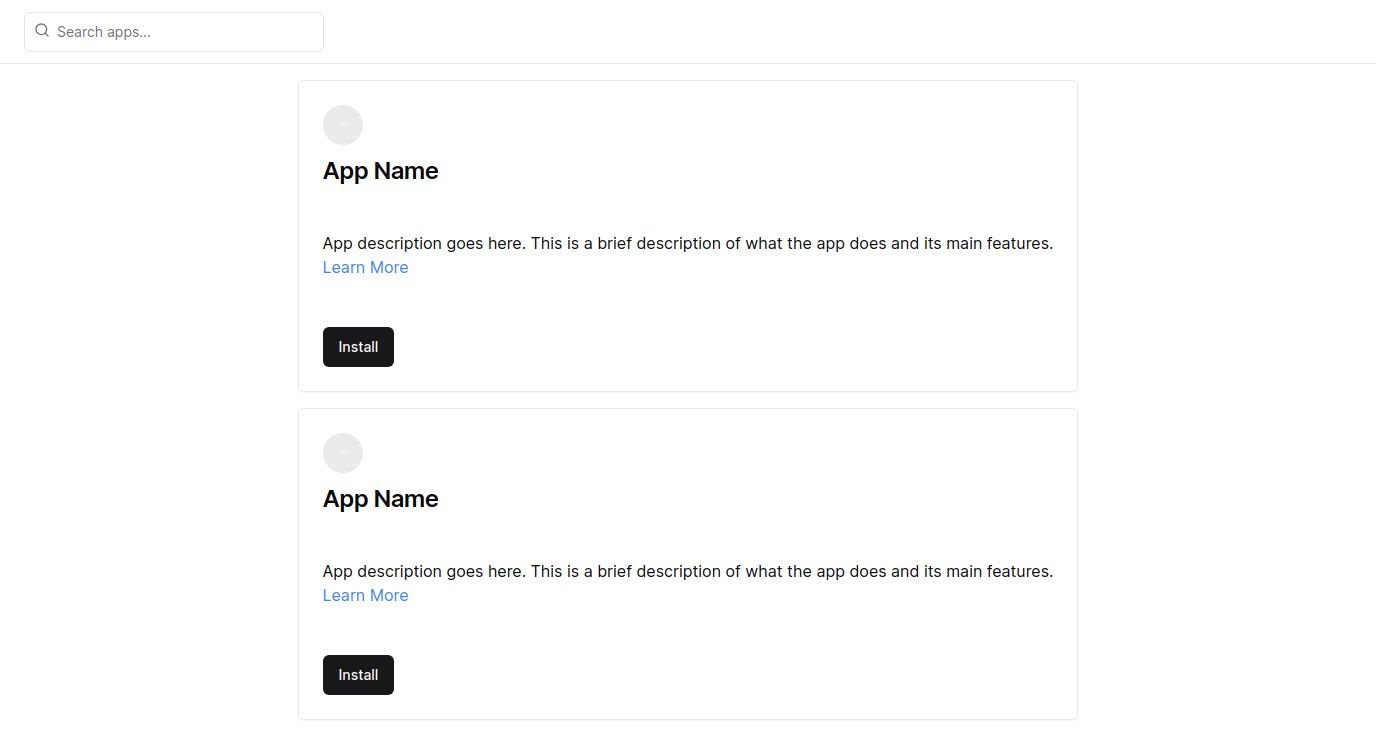 Search apps...
App Name
App description goes here. This is a brief description of what the app does and its main features.
Learn More
Install
App Name
App description goes here. This is a brief description of what the app does and its main features.
Learn More
Install